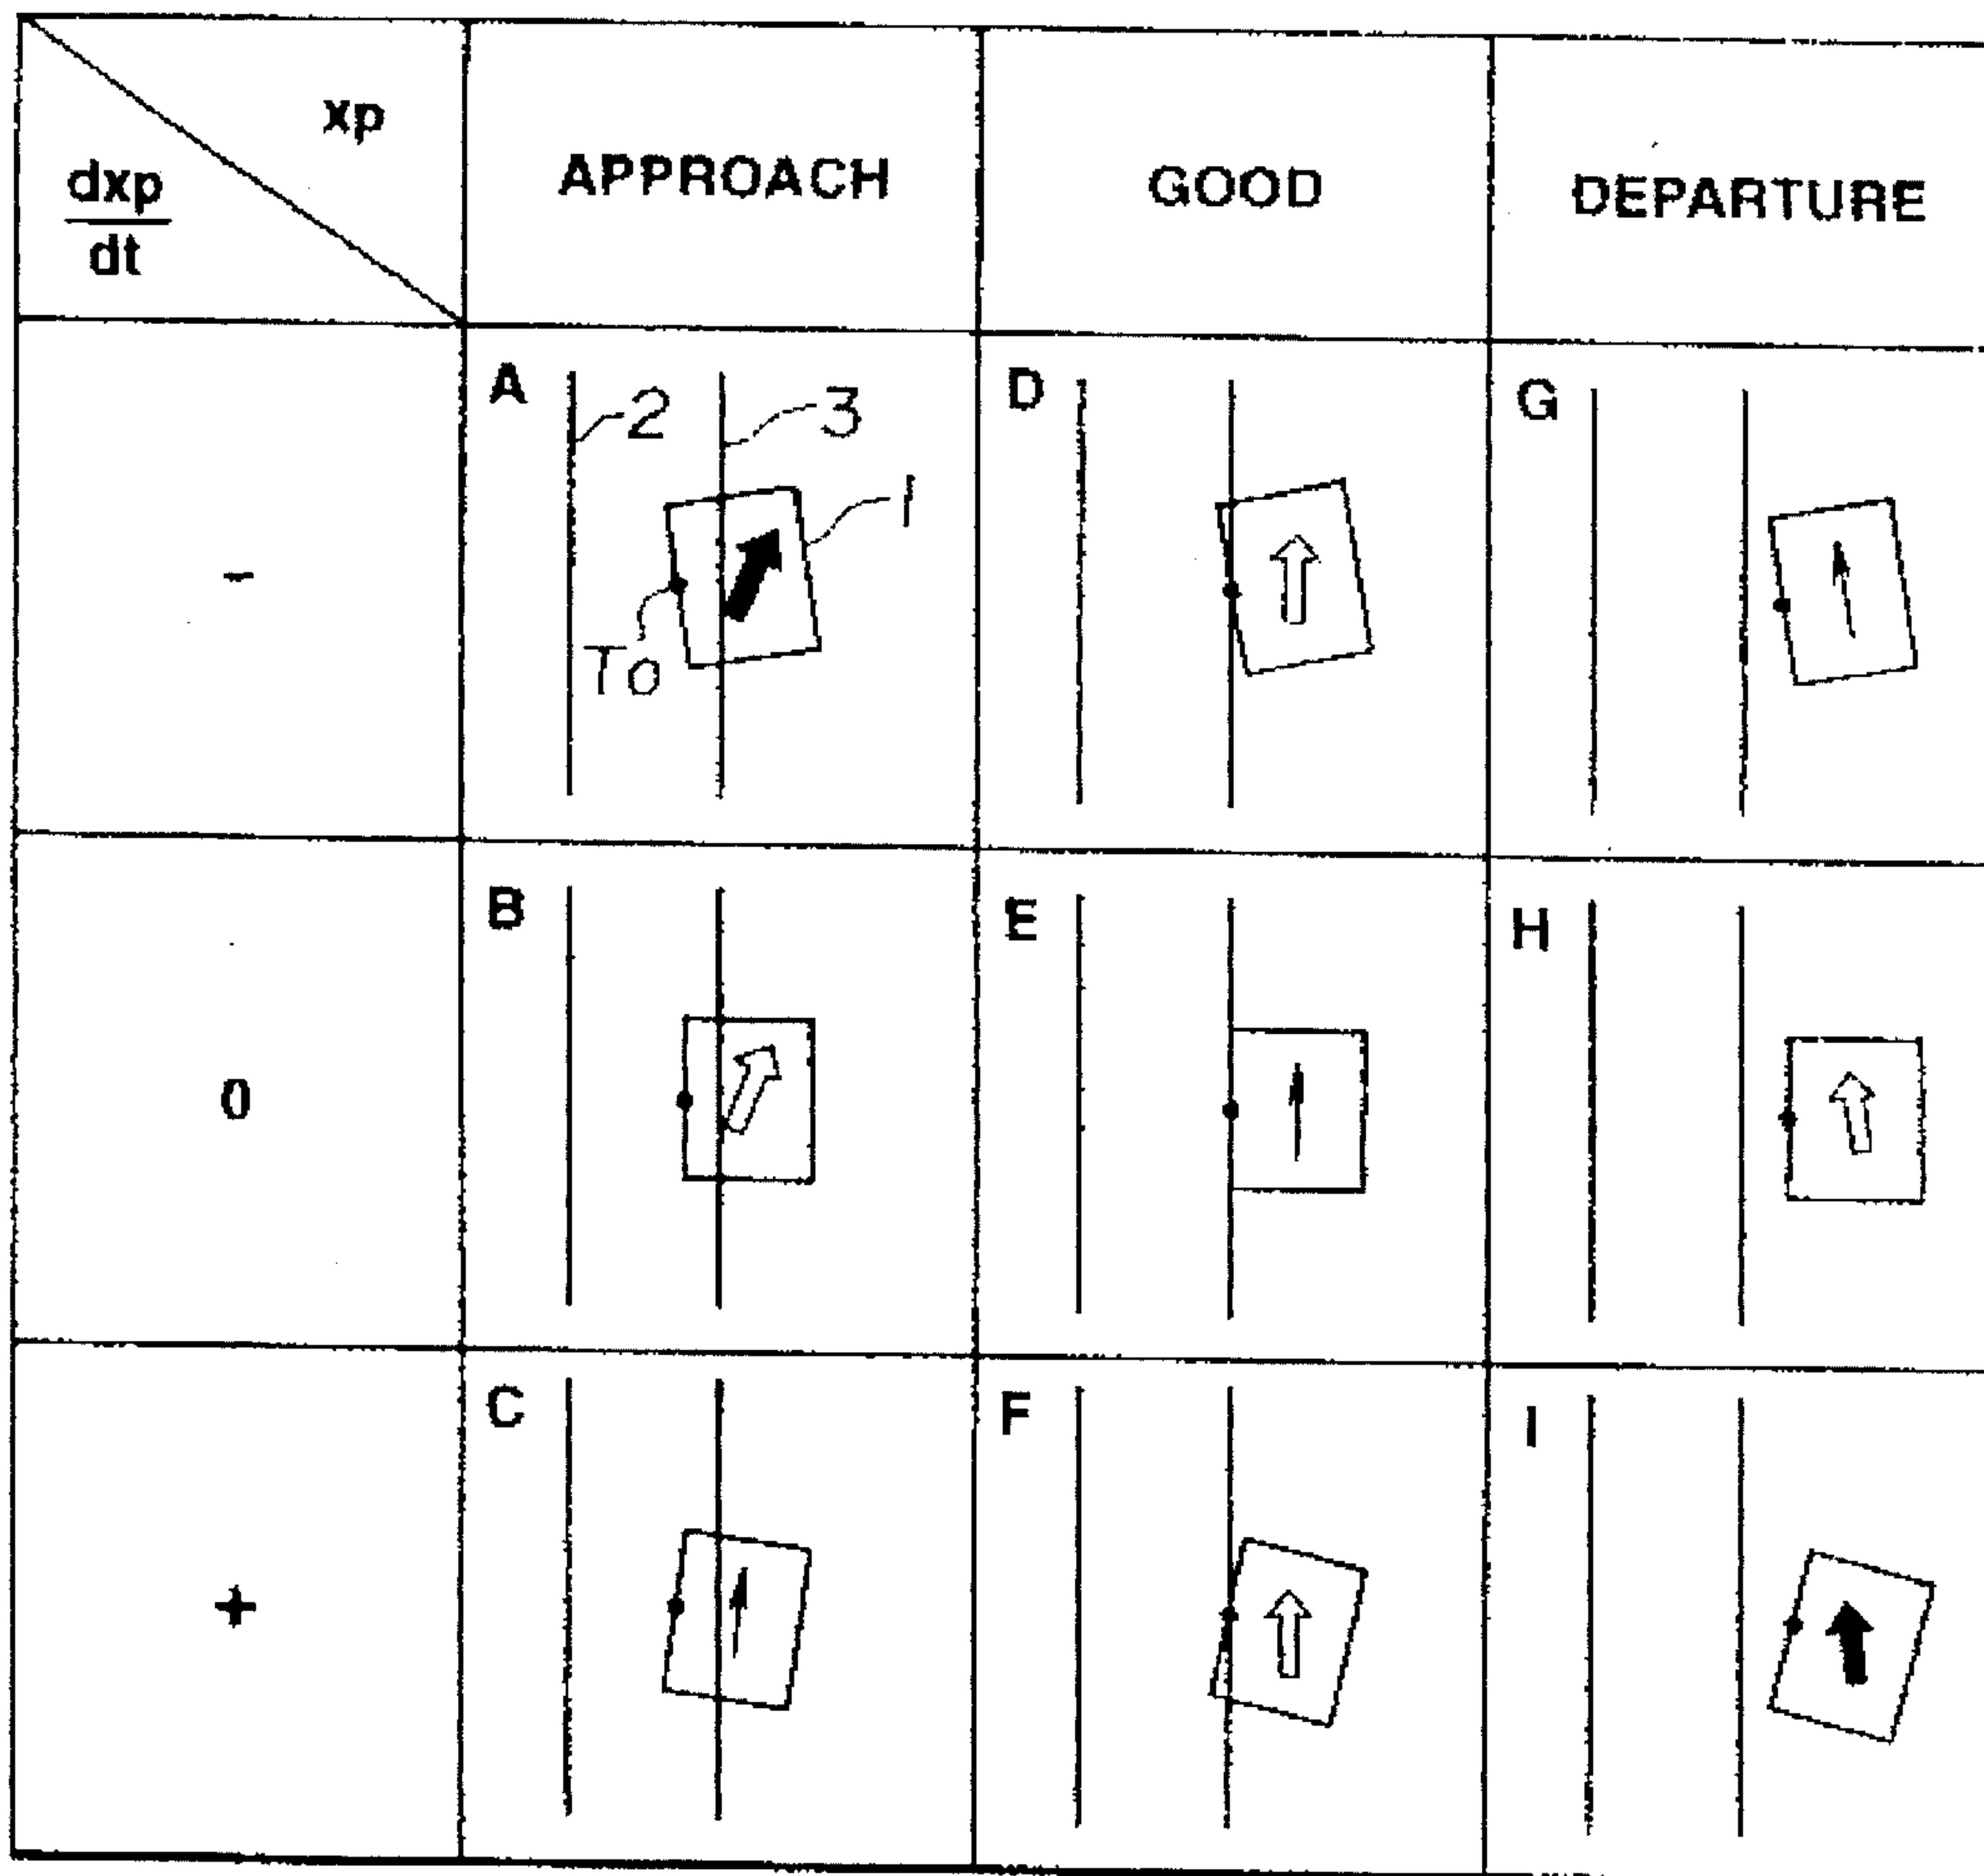 xp
dxp
dt
APPROACH
GOOD
DEPARTURE
-
A
2
3
1
To
D
G
0
B
E
H
+
C
F
I